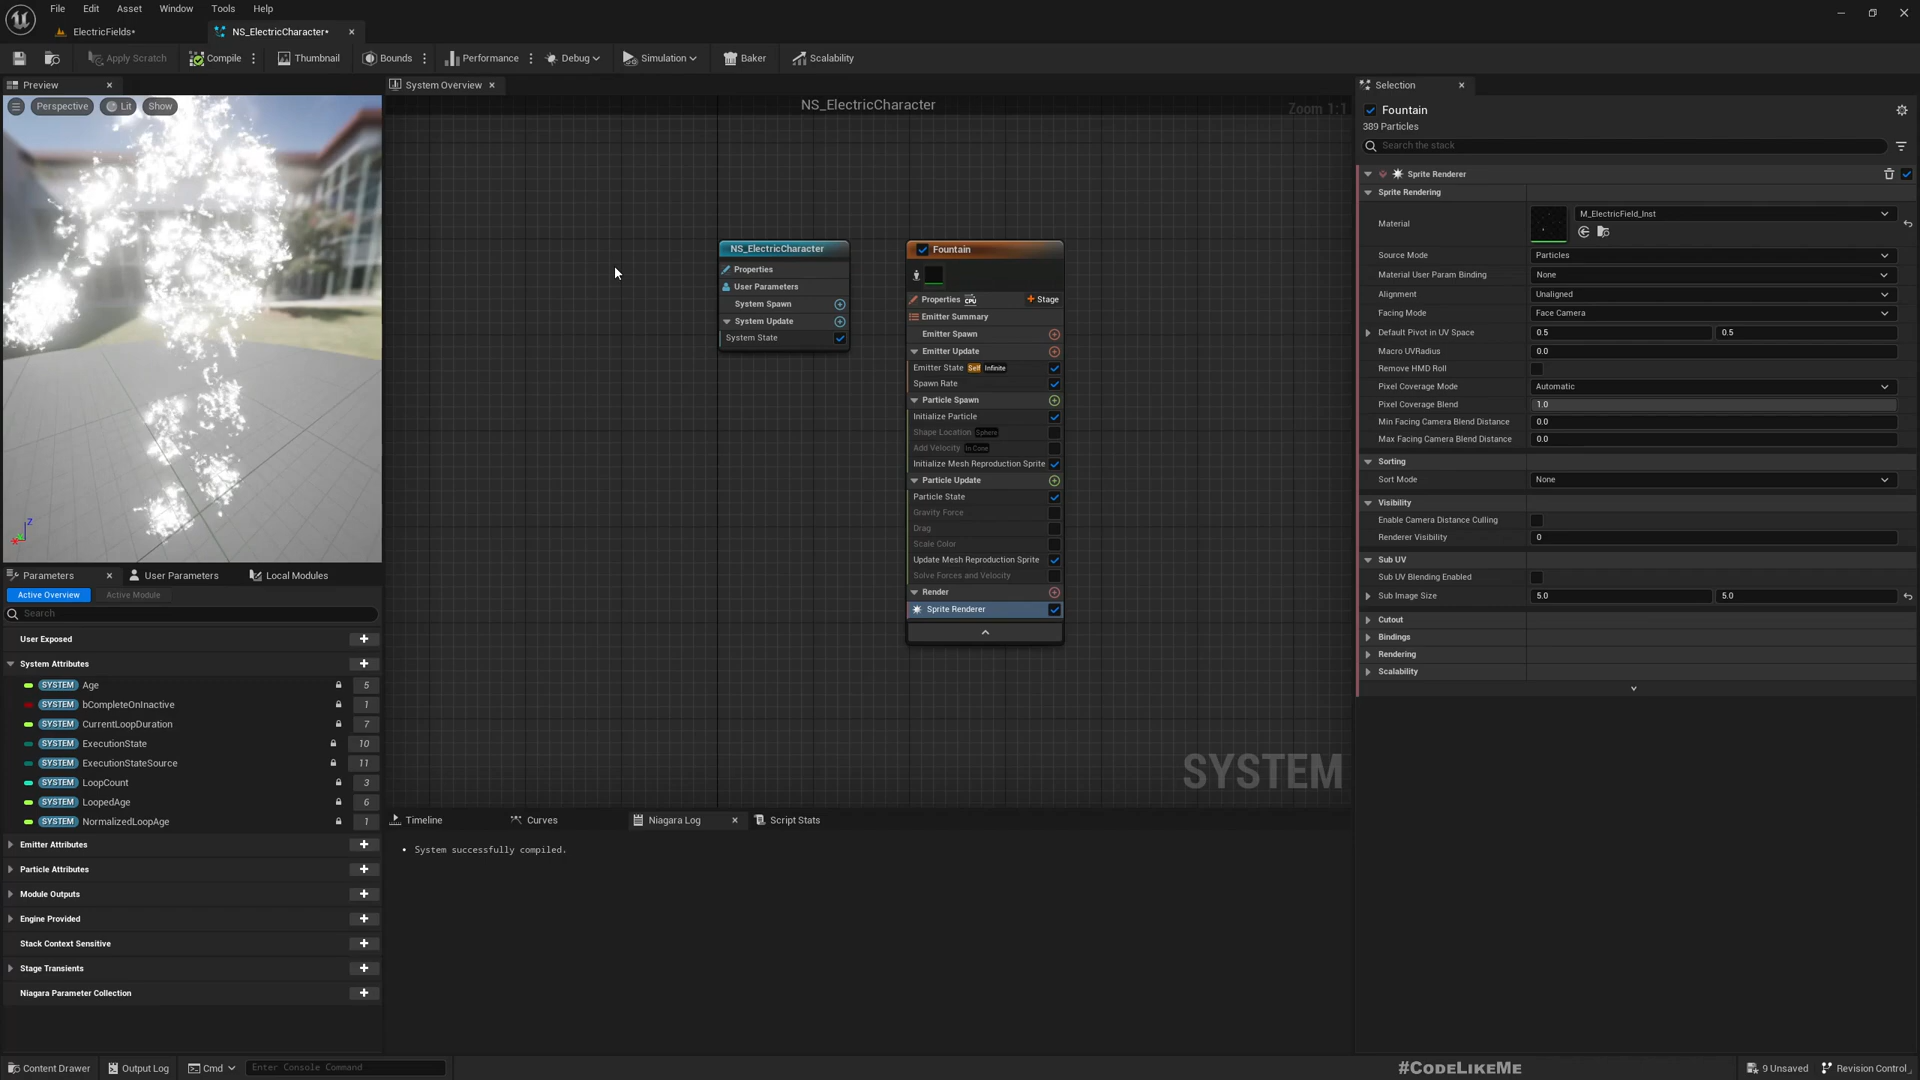 File Edit Asset Window Tools Help
ElectricFields*
NS_ElectricCharacter*
Apply Scratch
Compile
Thumbnail
Bounds
Performance
Debug
Simulation
Baker
Scalability
Preview
Perspective
Lit
Show
Z
System Overview
NS_ElectricCharacter
Zoom 1:1
NS_ElectricCharacter
Properties
User Parameters
System Spawn
System Update
System State
Fountain
Properties CPU
Stage
Emitter Summary
Emitter Spawn
Emitter Update
Emitter State Self Infinite
Spawn Rate
Particle Spawn
Initialize Particle
Shape Location Sphere
Add Velocity In Cone
Initialize Mesh Reproduction Sprite
Particle Update
Particle State
Gravity Force
Drag
Scale Color
Update Mesh Reproduction Sprite
Solve Forces and Velocity
Render
Sprite Renderer
SYSTEM
Parameters
User Parameters
Local Modules
Active Overview
Active Module
Search
User Exposed
System Attributes
SYSTEM Age 5
SYSTEM bCompleteOnInactive 1
SYSTEM CurrentLoopDuration 7
SYSTEM ExecutionState 10
SYSTEM ExecutionStateSource 11
SYSTEM LoopCount 3
SYSTEM LoopedAge 6
SYSTEM NormalizedLoopAge 1
Emitter Attributes
Particle Attributes
Module Outputs
Engine Provided
Stack Context Sensitive
Stage Transients
Niagara Parameter Collection
Timeline
Curves
Niagara Log
Script Stats
• System successfully compiled.
Selection
Fountain
389 Particles
Search the stack
Sprite Renderer
Sprite Rendering
Material M_ElectricField_Inst
Source Mode Particles
Material User Param Binding None
Alignment Unaligned
Facing Mode Face Camera
Default Pivot in UV Space 0.5 0.5
Macro UVRadius 0.0
Remove HMD Roll
Pixel Coverage Mode Automatic
Pixel Coverage Blend 1.0
Min Facing Camera Blend Distance 0.0
Max Facing Camera Blend Distance 0.0
Sorting
Sort Mode None
Visibility
Enable Camera Distance Culling
Renderer Visibility 0
Sub UV
Sub UV Blending Enabled
Sub Image Size 5.0 5.0
Cutout
Bindings
Rendering
Scalability
Content Drawer
Output Log
Cmd
Enter Console Command
#CodeLikeMe
9 Unsaved
Revision Control